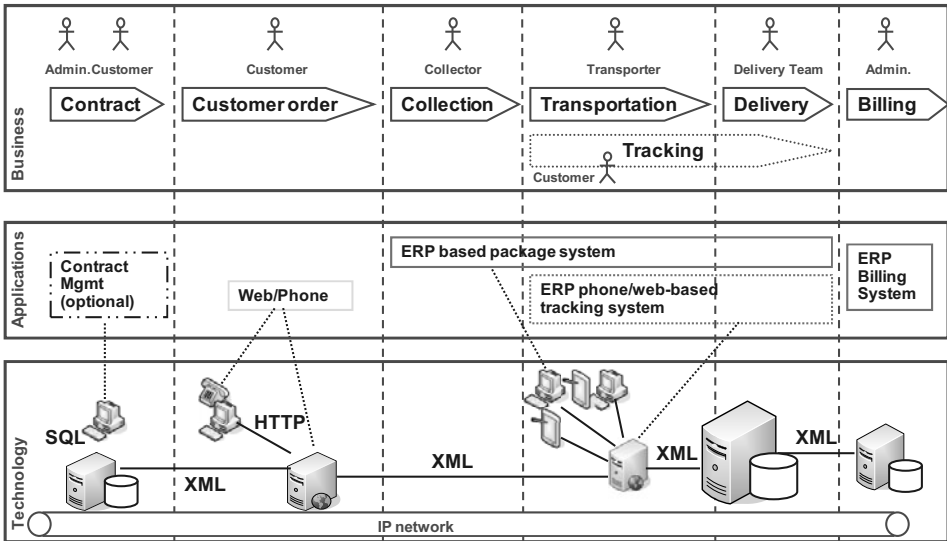 Business
Admin. Customer
Customer
Collector
Transporter
Delivery Team
Admin.
Contract
Customer order
Collection
Transportation
Delivery
Billing
Tracking
Customer
Applications
Contract
Mgmt
(optional)
Web/Phone
ERP based package system
ERP phone/web-based
tracking system
ERP
Billing
System
Technology
SQL
HTTP
XML
XML
XML
XML
IP network